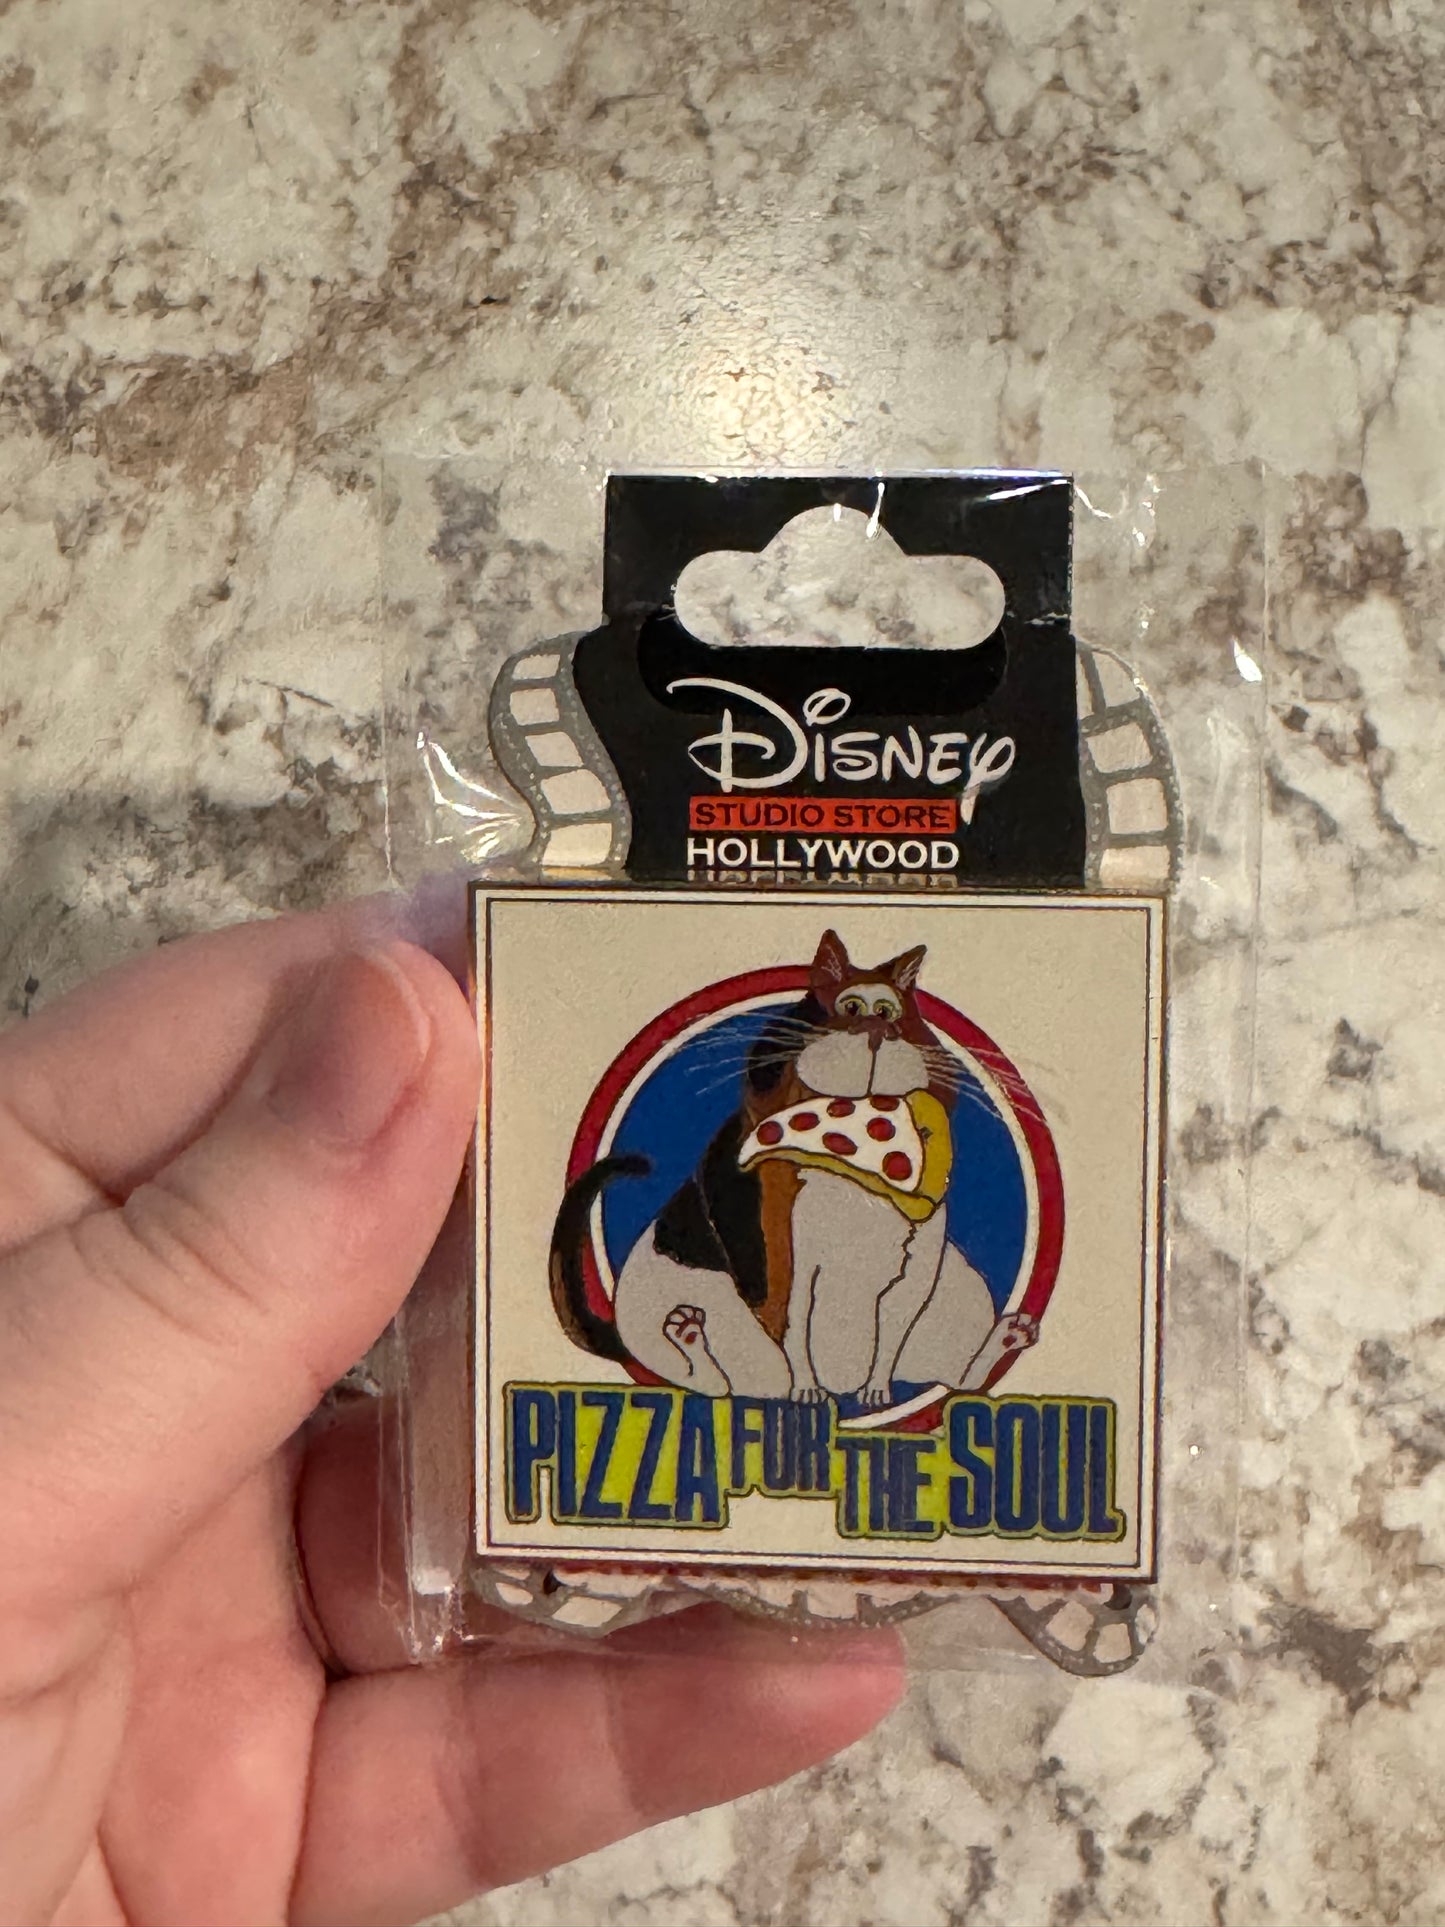 Disney
STUDIO STORE
HOLLYWOOD
PIZZA FOR THE SOUL